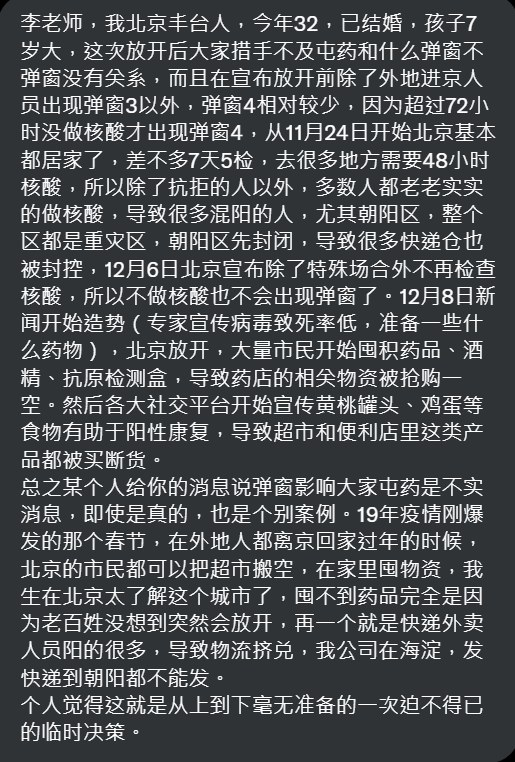 李老师，我北京丰台人，今年32，已结婚，孩子7
岁大，这次放开后大家措手不及屯药和什么弹窗不
弹窗没有关系，而且在宣布放开前除了外地进京人
员出现弹窗3以外，弹窗4相对较少，因为超过72小
时没做核酸才出现弹窗4，从11月24日开始北京基本
都居家了，差不多7天5检，去很多地方需要48小时
核酸，所以除了抗拒的人以外，多数人都老老实实
的做核酸，导致很多混阳的人，尤其朝阳区，整个
区都是重灾区，朝阳区先封闭，导致很多快递仓也
被封控，12月6日北京宣布除了特殊场合外不再检查
核酸，所以不做核酸也不会出现弹窗了。12月8日新
闻开始造势（专家宣传病毒致死率低，准备一些什
么药物），北京放开，大量市民开始囤积药品、酒
精、抗原检测盒，导致药店的相关物资被抢购一
空。然后各大社交平台开始宣传黄桃罐头、鸡蛋等
食物有助于阳性康复，导致超市和便利店里这类产
品都被买断货。
总之某个人给你的消息说弹窗影响大家屯药是不实
消息，即使是真的，也是个别案例。19年疫情刚爆
发的那个春节，在外地人都离京回家过年的时候，
北京的市民都可以把超市搬空，在家里囤物资，我
生在北京太了解这个城市了，囤不到药品完全是因
为老百姓没想到突然会放开，再一个就是快递外卖
人员阳的很多，导致物流挤兑，我公司在海淀，发
快递到朝阳都不能发。
个人觉得这就是从上到下毫无准备的一次迫不得已
的临时决策。